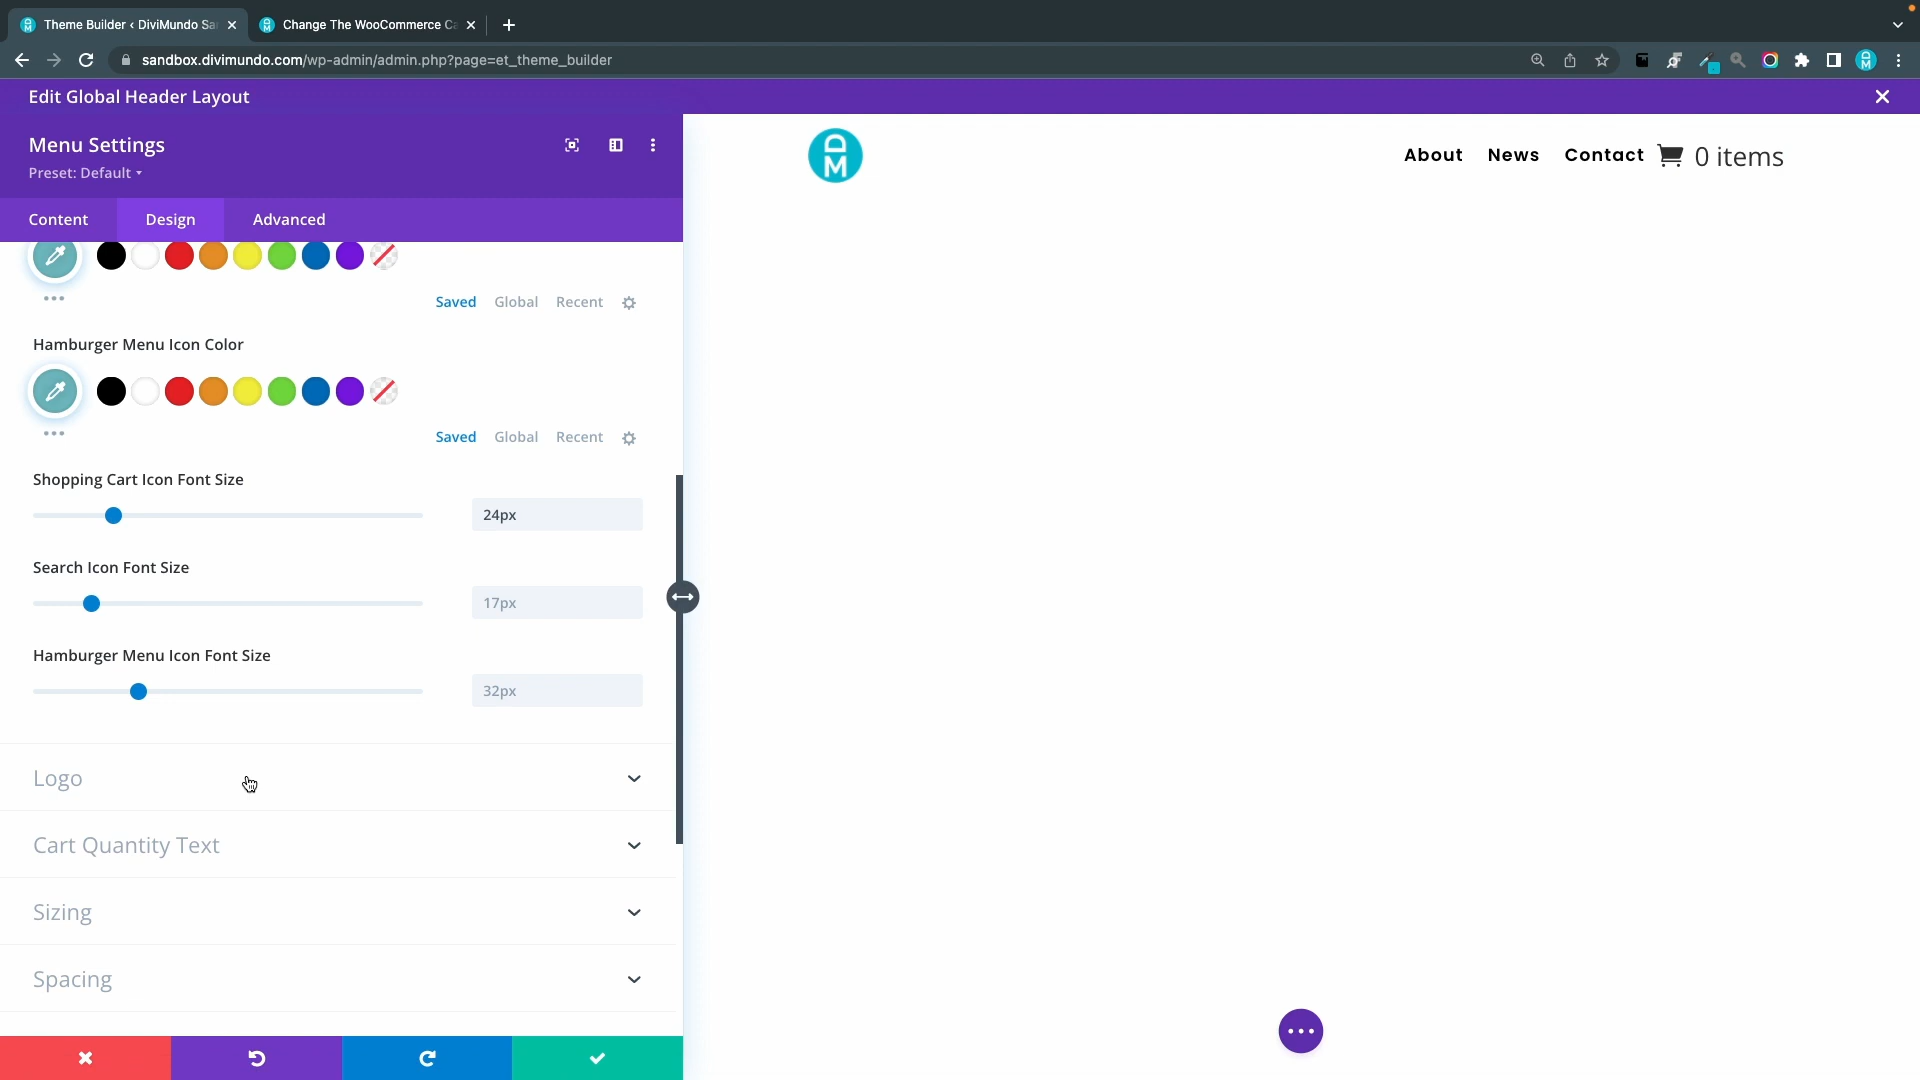 Theme Builder ‹ DiviMundo Sa
Change The WooCommerce Ca
sandbox.divimundo.com/wp-admin/admin.php?page=et_theme_builder
Edit Global Header Layout
Menu Settings
Preset: Default
Content Design Advanced
Saved Global Recent
Hamburger Menu Icon Color
Saved Global Recent
Shopping Cart Icon Font Size
24px
Search Icon Font Size
17px
Hamburger Menu Icon Font Size
32px
Logo
Cart Quantity Text
Sizing
Spacing
DM
About News Contact 0 items